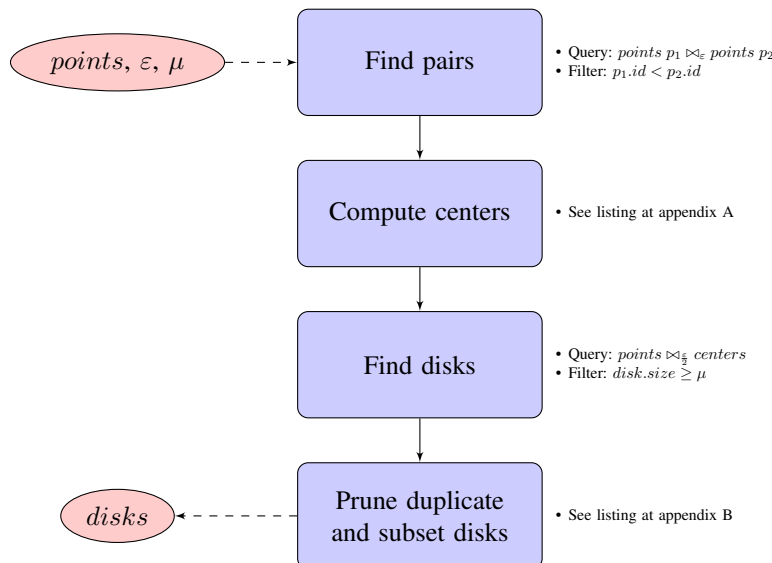 points, ε, μ
Find pairs
• Query: points p₁ ⋈_ε points p₂
• Filter: p₁.id < p₂.id
Compute centers
• See listing at appendix A
Find disks
• Query: points ⋈_{ε/2} centers
• Filter: disk.size ≥ μ
disks
Prune duplicate
and subset disks
• See listing at appendix B